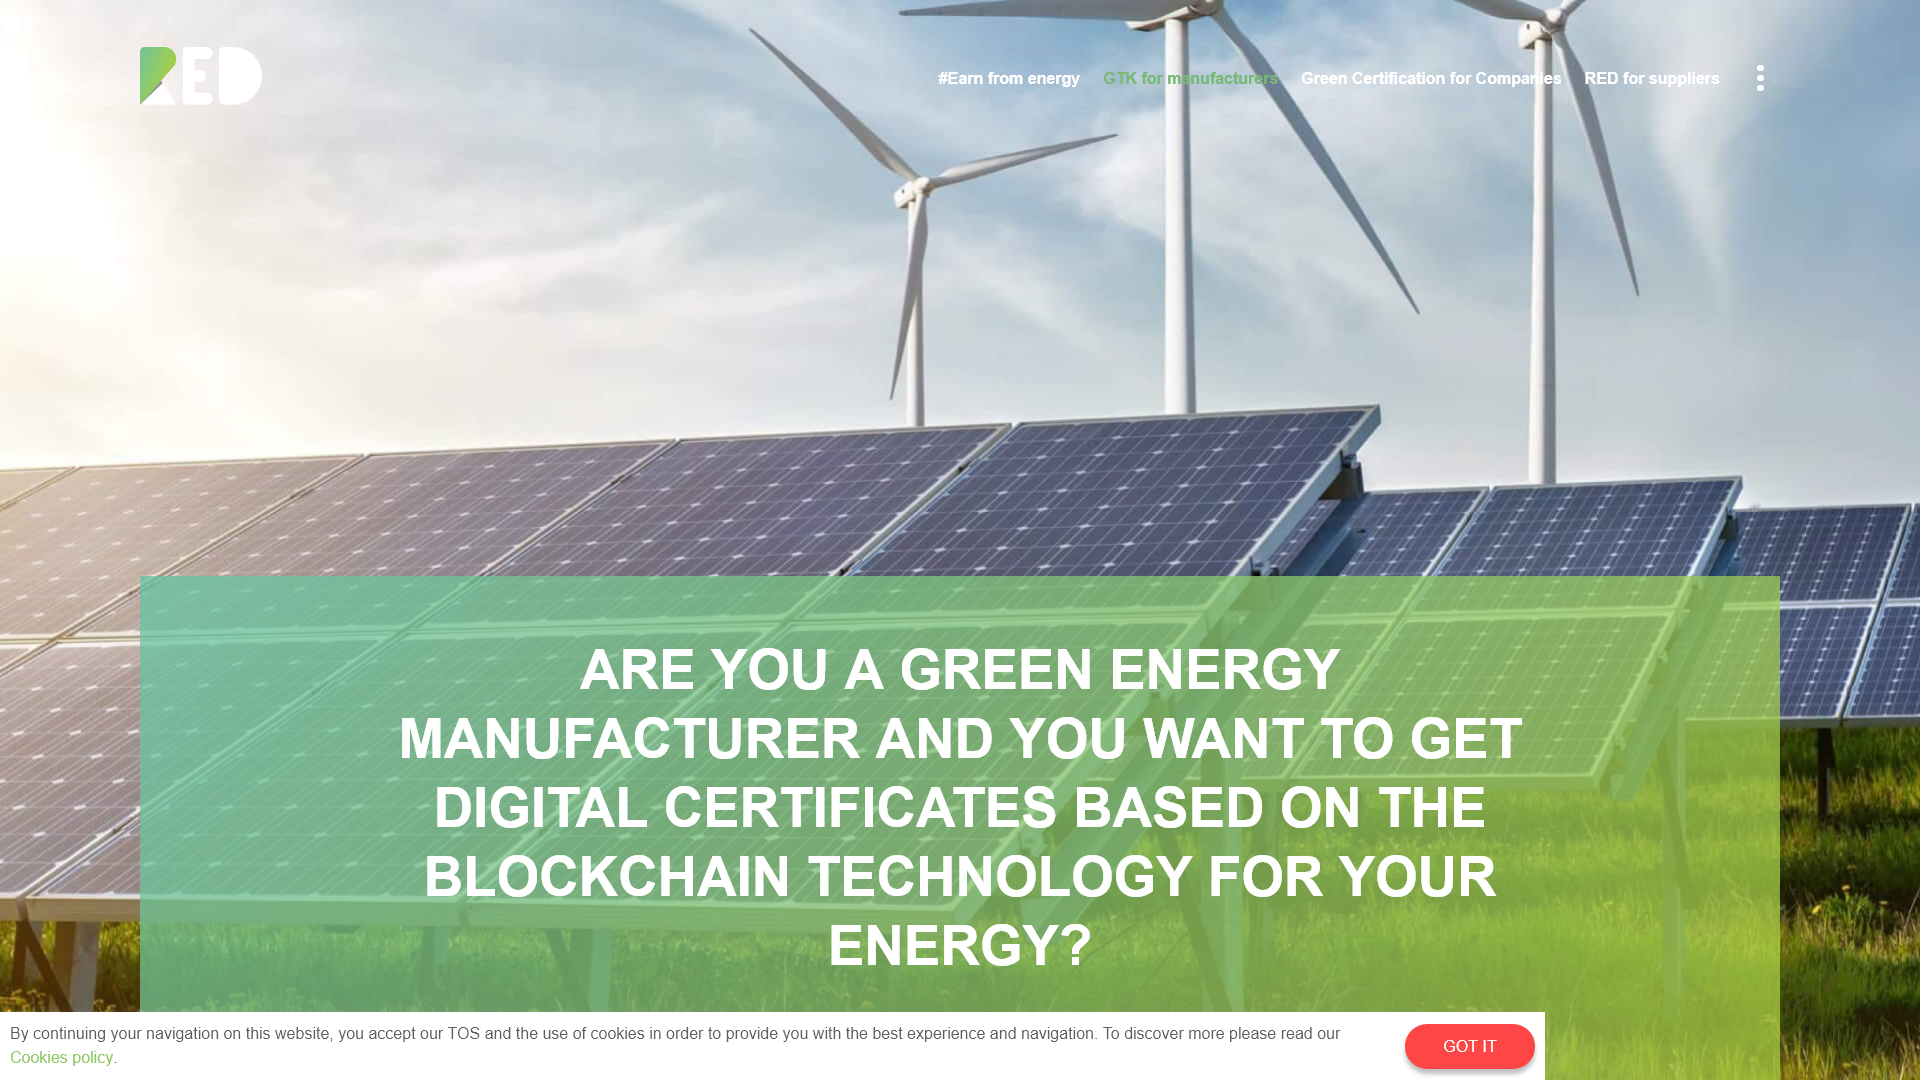 RED
#Earn from energy GTK for manufacturers Green Certification for Companies RED for suppliers
ARE YOU A GREEN ENERGY
MANUFACTURER AND YOU WANT TO GET
DIGITAL CERTIFICATES BASED ON THE
BLOCKCHAIN TECHNOLOGY FOR YOUR
ENERGY?
By continuing your navigation on this website, you accept our TOS and the use of cookies in order to provide you with the best experience and navigation. To discover more please read our
Cookies policy.
GOT IT